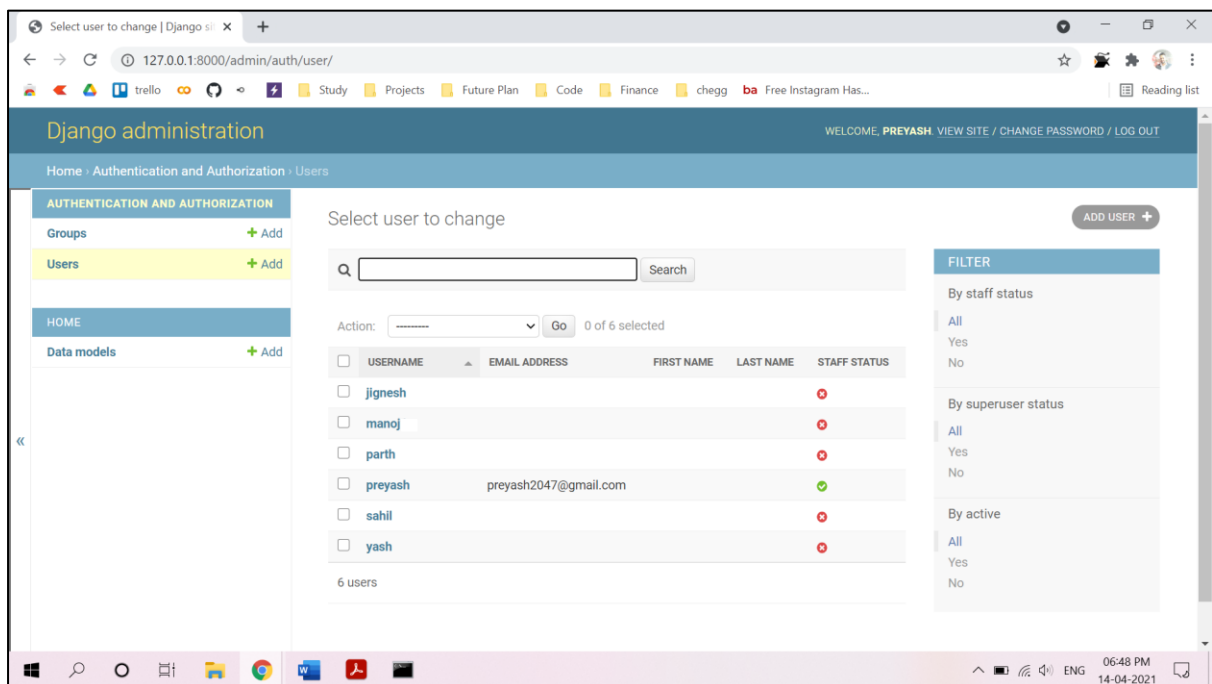 Select user to change | Django si
127.0.0.1:8000/admin/auth/user/
trello Study Projects Future Plan Code Finance chegg ba Free Instagram Has... Reading list
Django administration
WELCOME, PREYASH. VIEW SITE / CHANGE PASSWORD / LOG OUT
Home › Authentication and Authorization › Users
AUTHENTICATION AND AUTHORIZATION
Groups + Add
Users + Add
HOME
Data models + Add
«
Select user to change
ADD USER +
Search
Action: --------- Go 0 of 6 selected
USERNAME EMAIL ADDRESS FIRST NAME LAST NAME STAFF STATUS
jignesh
manoj
parth
preyash preyash2047@gmail.com
sahil
yash
6 users
FILTER
By staff status
All
Yes
No
By superuser status
All
Yes
No
By active
All
Yes
No
ENG
06:48 PM
14-04-2021